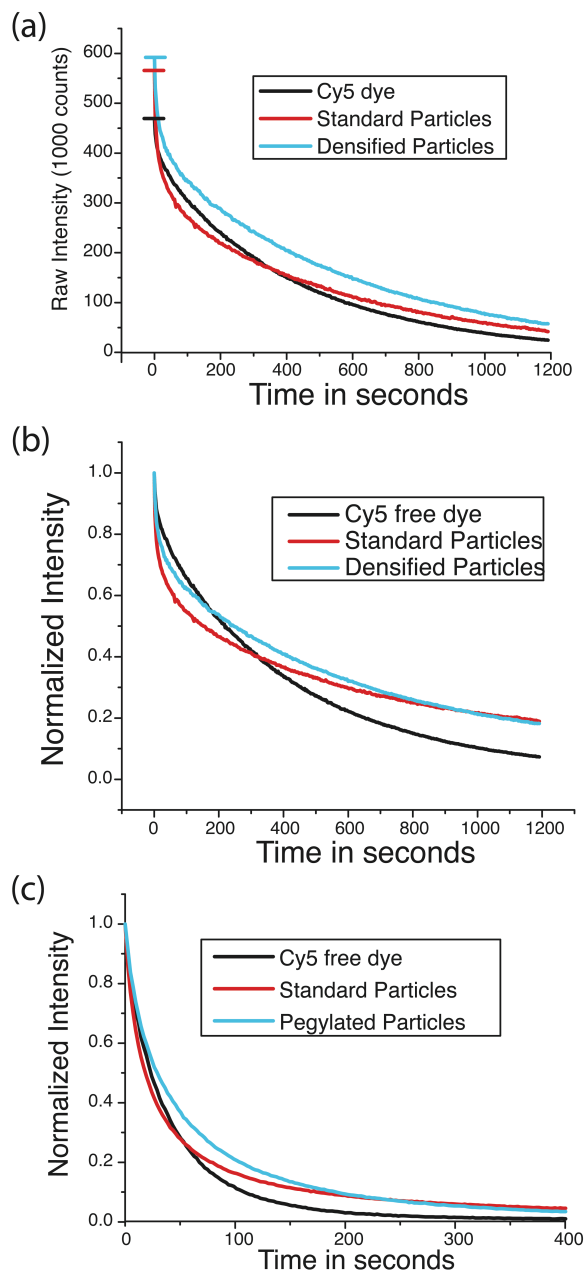 (a)
600
500
400
300
200
100
0
Raw Intensity (1000 counts)
Cy5 dye
Standard Particles
Densified Particles
0 200 400 600 800 1000 1200
Time in seconds
(b)
1.0
0.8
0.6
0.4
0.2
0.0
Normalized Intensity
Cy5 free dye
Standard Particles
Densified Particles
0 200 400 600 800 1000 1200
Time in seconds
(c)
1.0
0.8
0.6
0.4
0.2
0.0
Normalized Intensity
Cy5 free dye
Standard Particles
Pegylated Particles
0 100 200 300 400
Time in seconds